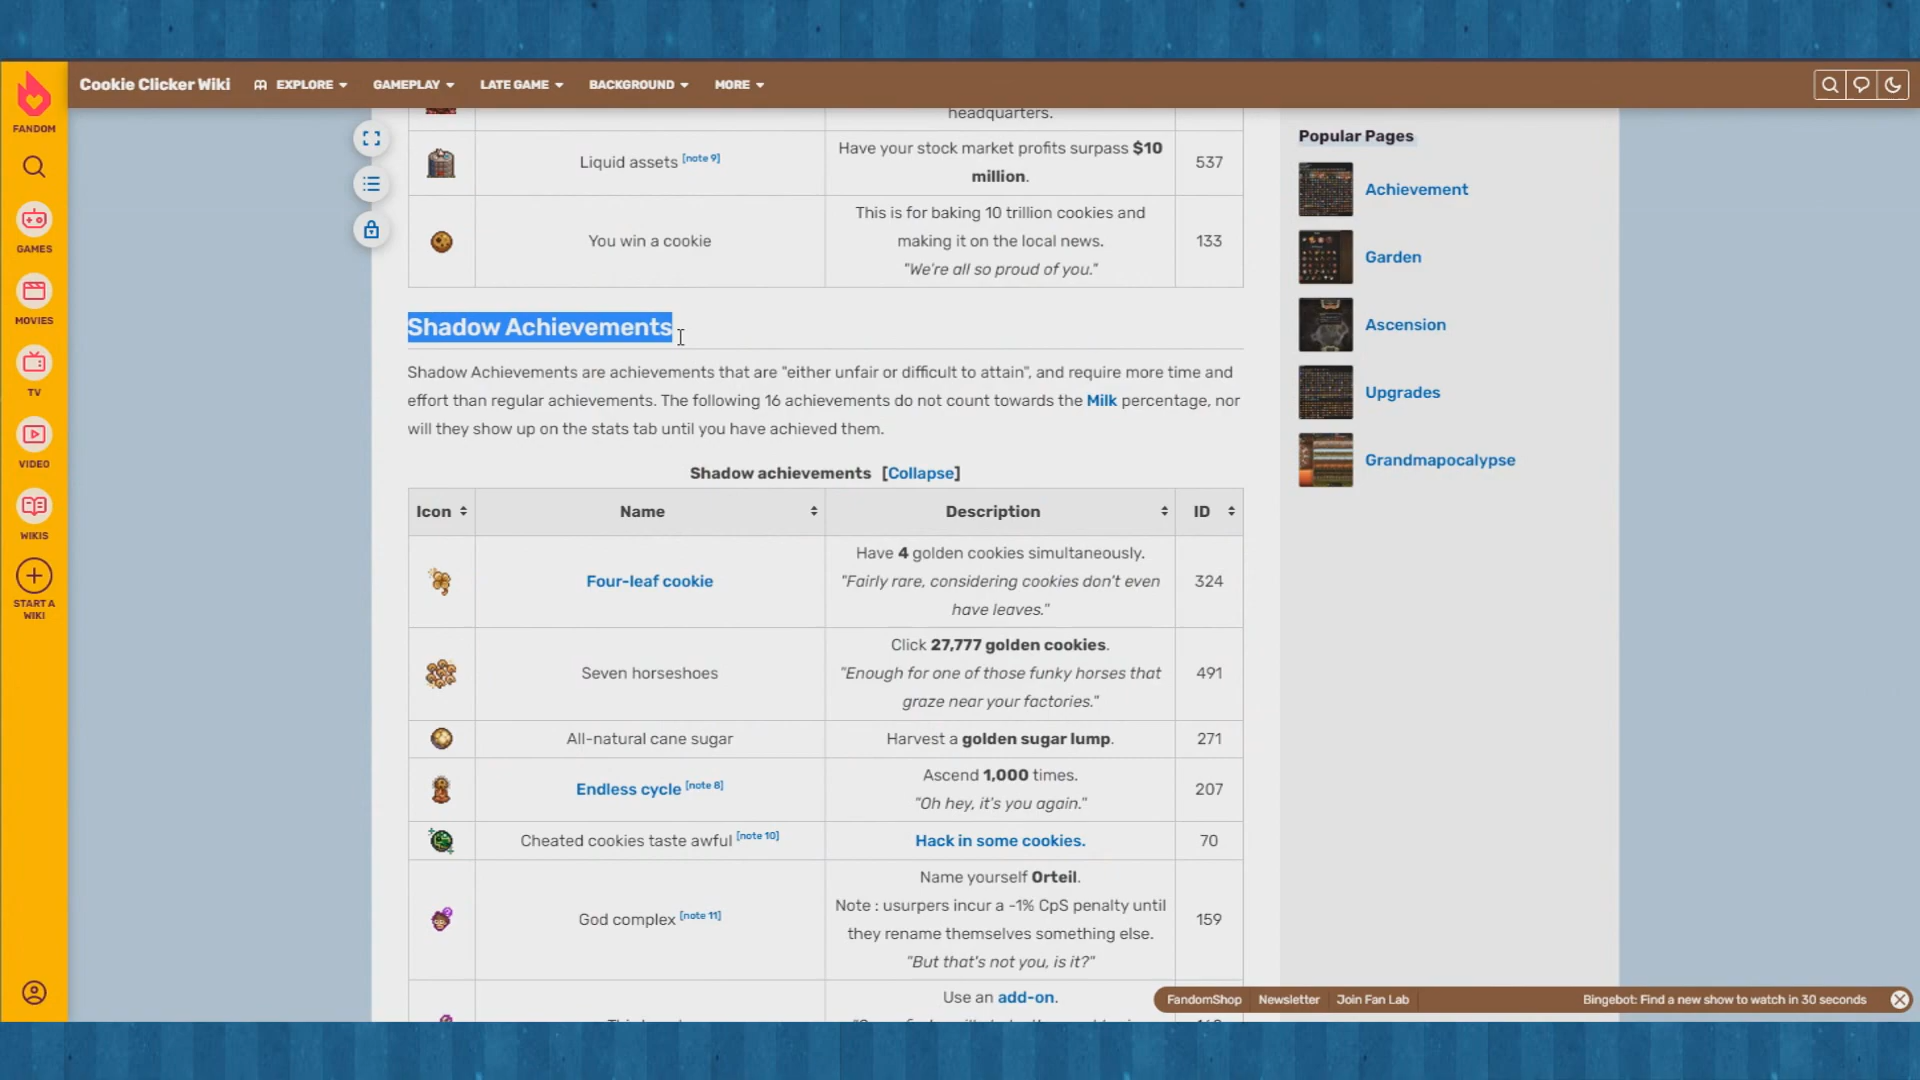 Cookie Clicker Wiki
EXPLORE
GAMEPLAY
LATE GAME
BACKGROUND
MORE
FANDOM
GAMES
MOVIES
TV
VIDEO
WIKIS
START A
WIKI
headquarters.
Liquid assets [note 9]
Have your stock market profits surpass $10
million.
537
You win a cookie
This is for baking 10 trillion cookies and
making it on the local news.
"We're all so proud of you."
133
Shadow Achievements
Shadow Achievements are achievements that are "either unfair or difficult to attain", and require more time and
effort than regular achievements. The following 16 achievements do not count towards the Milk percentage, nor
will they show up on the stats tab until you have achieved them.
Shadow achievements [Collapse]
Icon
Name
Description
ID
Four-leaf cookie
Have 4 golden cookies simultaneously.
"Fairly rare, considering cookies don't even
have leaves."
324
Seven horseshoes
Click 27,777 golden cookies.
"Enough for one of those funky horses that
graze near your factories."
491
All-natural cane sugar
Harvest a golden sugar lump.
271
Endless cycle [note 8]
Ascend 1,000 times.
"Oh hey, it's you again."
207
Cheated cookies taste awful [note 10]
Hack in some cookies.
70
God complex [note 11]
Name yourself Orteil.
Note : usurpers incur a -1% CpS penalty until
they rename themselves something else.
"But that's not you, is it?"
159
Use an add-on.
Popular Pages
Achievement
Garden
Ascension
Upgrades
Grandmapocalypse
FandomShop
Newsletter
Join Fan Lab
Bingebot: Find a new show to watch in 30 seconds